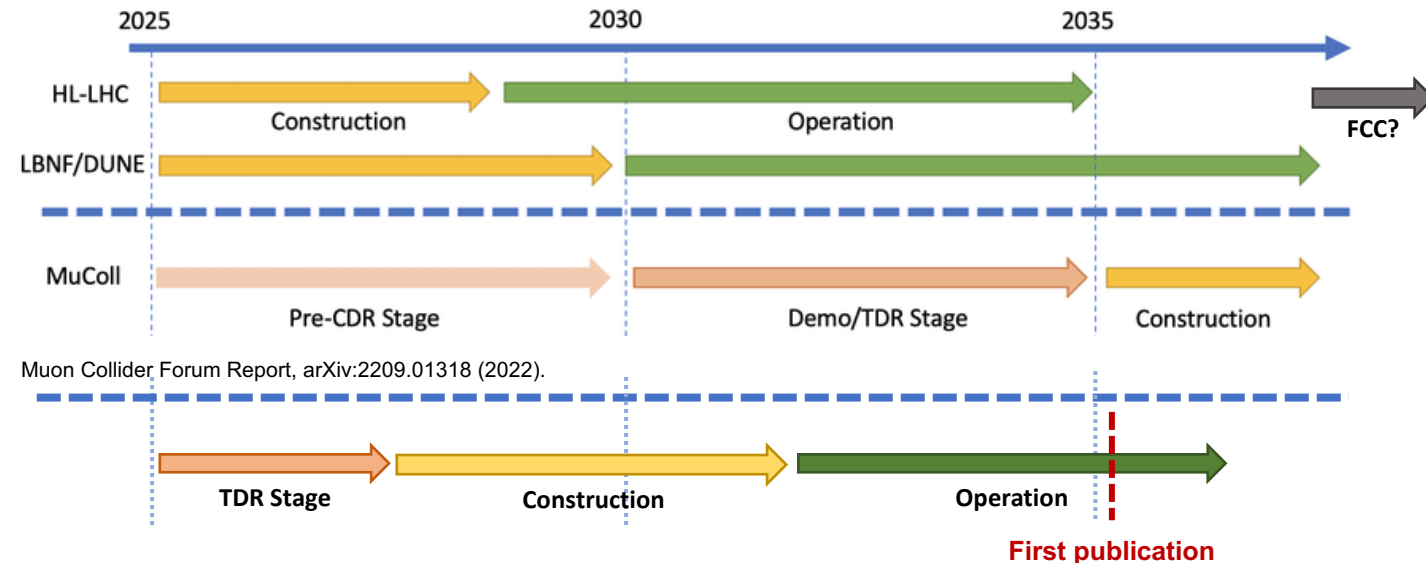 2025 2030 2035
HL-LHC
Construction Operation
FCC?
LBNF/DUNE
MuColl
Pre-CDR Stage Demo/TDR Stage Construction
Muon Collider Forum Report, arXiv:2209.01318 (2022).
TDR Stage Construction Operation
First publication